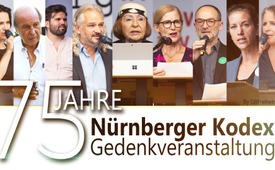 75 JAHRE
Nürnberger Kodex
Gedenkveranstaltung